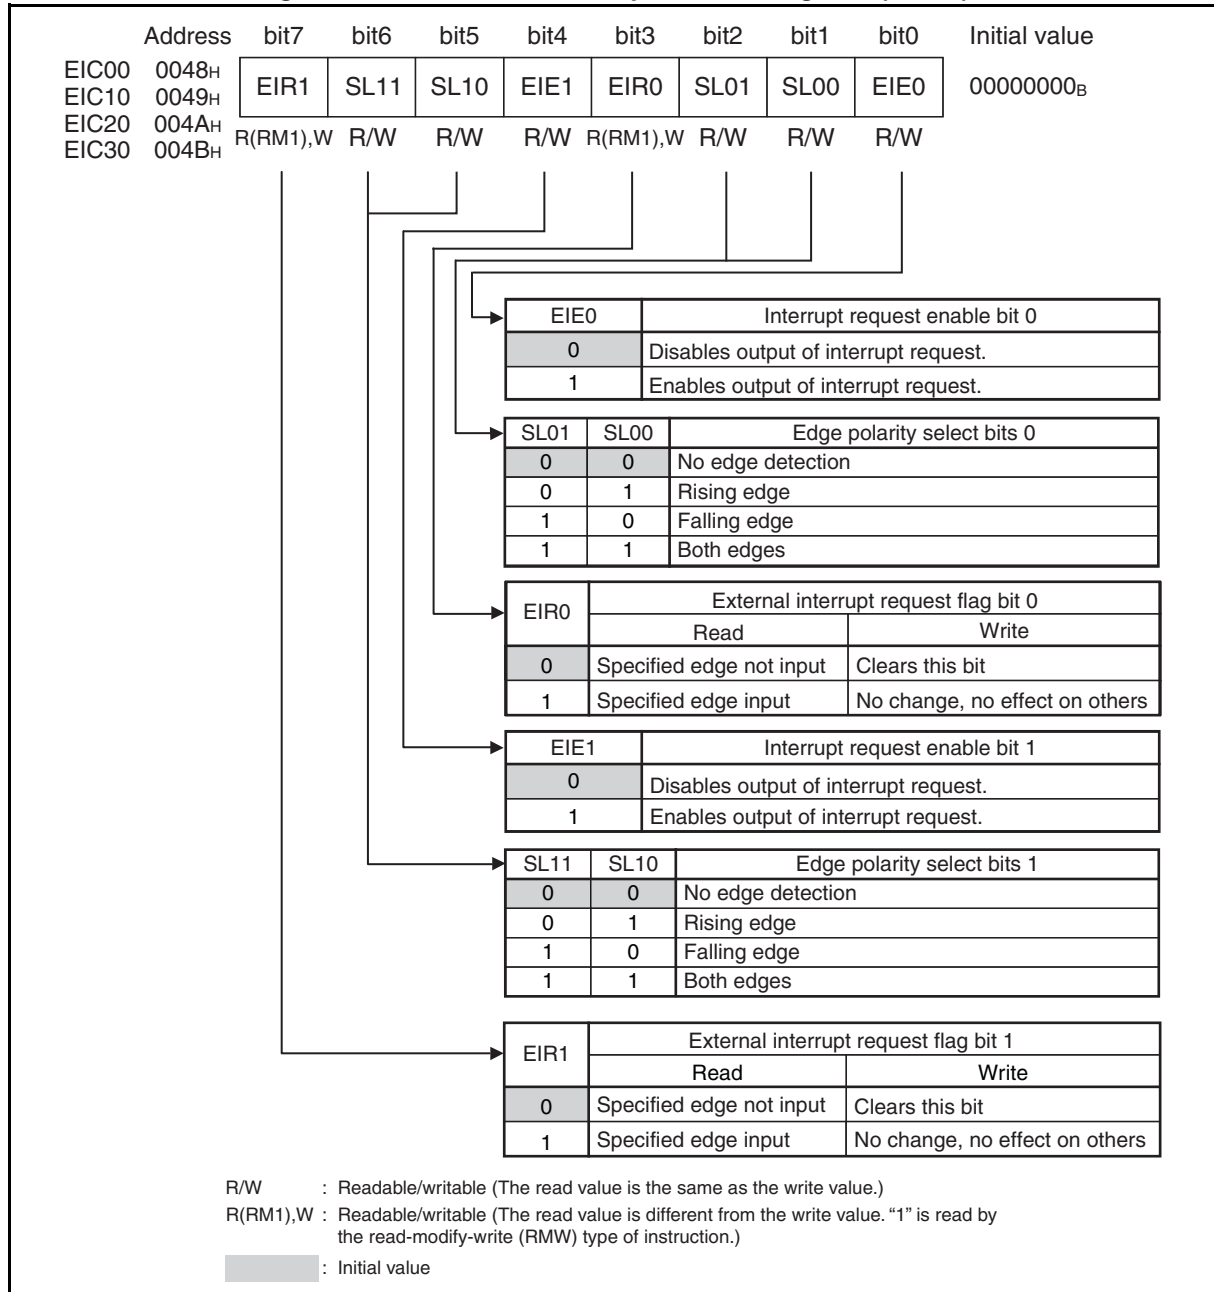 Address bit7 bit6 bit5 bit4 bit3 bit2 bit1 bit0 Initial value
EIC00 0048H
EIC10 0049H
EIC20 004AH
EIC30 004BH
EIR1 SL11 SL10 EIE1 EIR0 SL01 SL00 EIE0 00000000B
R(RM1),W R/W R/W R/W R(RM1),W R/W R/W R/W
EIE0 Interrupt request enable bit 0
0 Disables output of interrupt request.
1 Enables output of interrupt request.
SL01 SL00 Edge polarity select bits 0
0 0 No edge detection
0 1 Rising edge
1 0 Falling edge
1 1 Both edges
EIR0 External interrupt request flag bit 0
Read Write
0 Specified edge not input Clears this bit
1 Specified edge input No change, no effect on others
EIE1 Interrupt request enable bit 1
0 Disables output of interrupt request.
1 Enables output of interrupt request.
SL11 SL10 Edge polarity select bits 1
0 0 No edge detection
0 1 Rising edge
1 0 Falling edge
1 1 Both edges
EIR1 External interrupt request flag bit 1
Read Write
0 Specified edge not input Clears this bit
1 Specified edge input No change, no effect on others
R/W : Readable/writable (The read value is the same as the write value.)
R(RM1),W : Readable/writable (The read value is different from the write value. “1” is read by
the read-modify-write (RMW) type of instruction.)
: Initial value